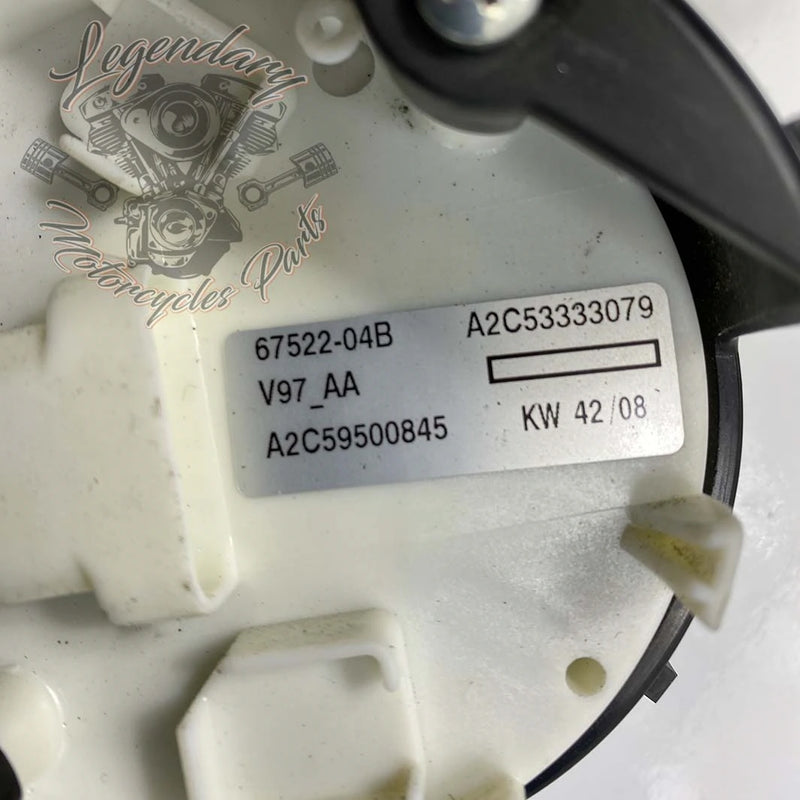 Legendary
Motorcycles Parts
67522-04B A2C53333079
V97_AA
A2C59500845 KW 42/08